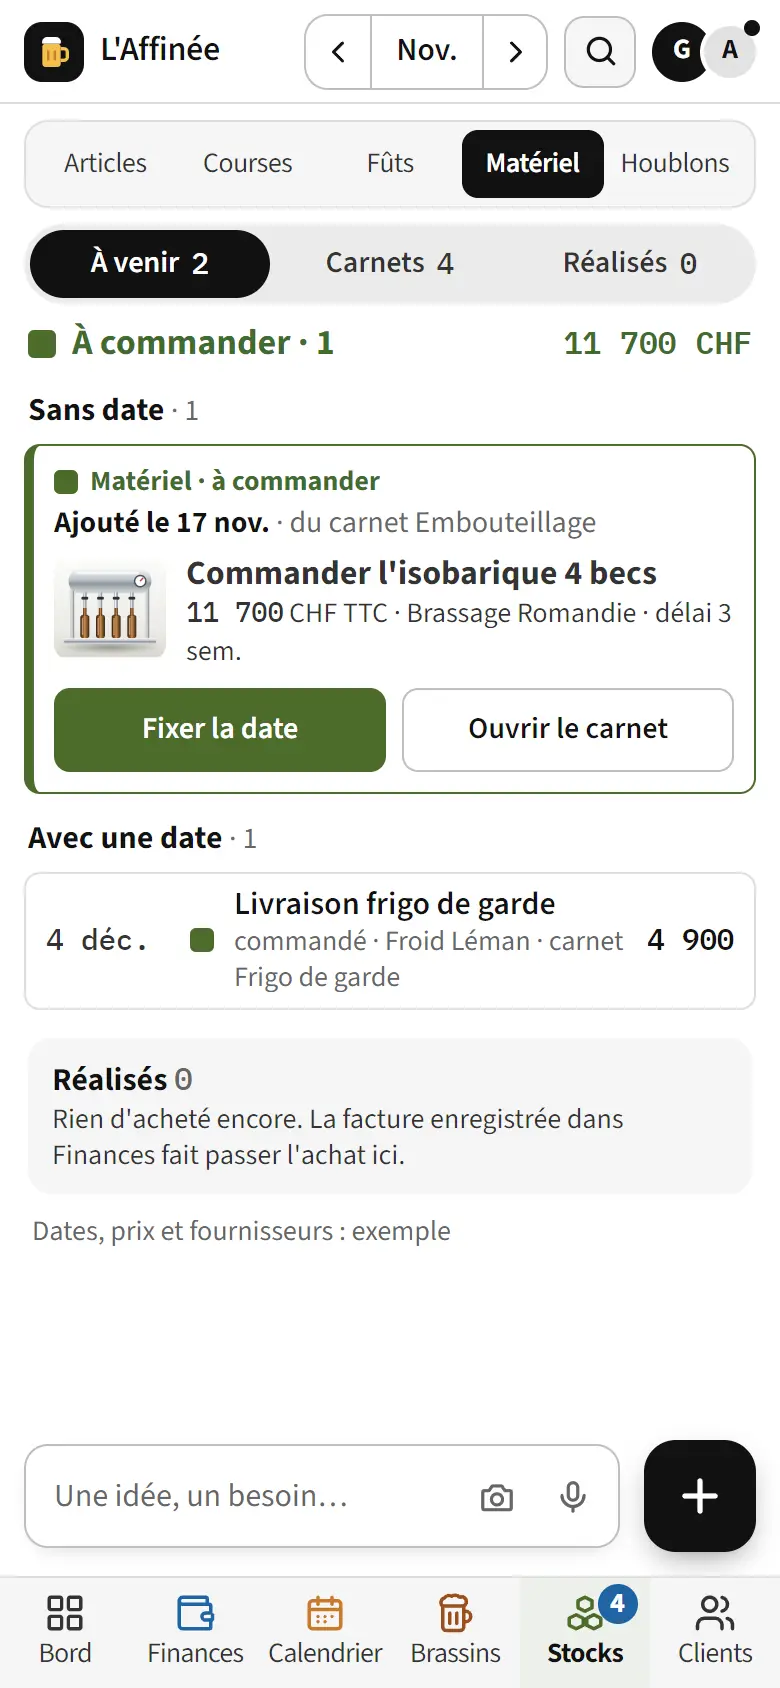 L'Affinée
Nov.
G
A
Articles
Courses
Fûts
Matériel
Houblons
À venir 2
Carnets 4
Réalisés 0
À commander · 1
11 700 CHF
Sans date · 1
Matériel · à commander
Ajouté le 17 nov. · du carnet Embouteillage
Commander l'isobarique 4 becs
11 700 CHF TTC · Brassage Romandie · délai 3
sem.
Fixer la date
Ouvrir le carnet
Avec une date · 1
4 déc.
Livraison frigo de garde
commandé · Froid Léman · carnet
Frigo de garde
4 900
Réalisés 0
Rien d'acheté encore. La facture enregistrée dans
Finances fait passer l'achat ici.
Dates, prix et fournisseurs : exemple
Une idée, un besoin...
Bord
Finances
Calendrier
Brassins
4
Stocks
Clients